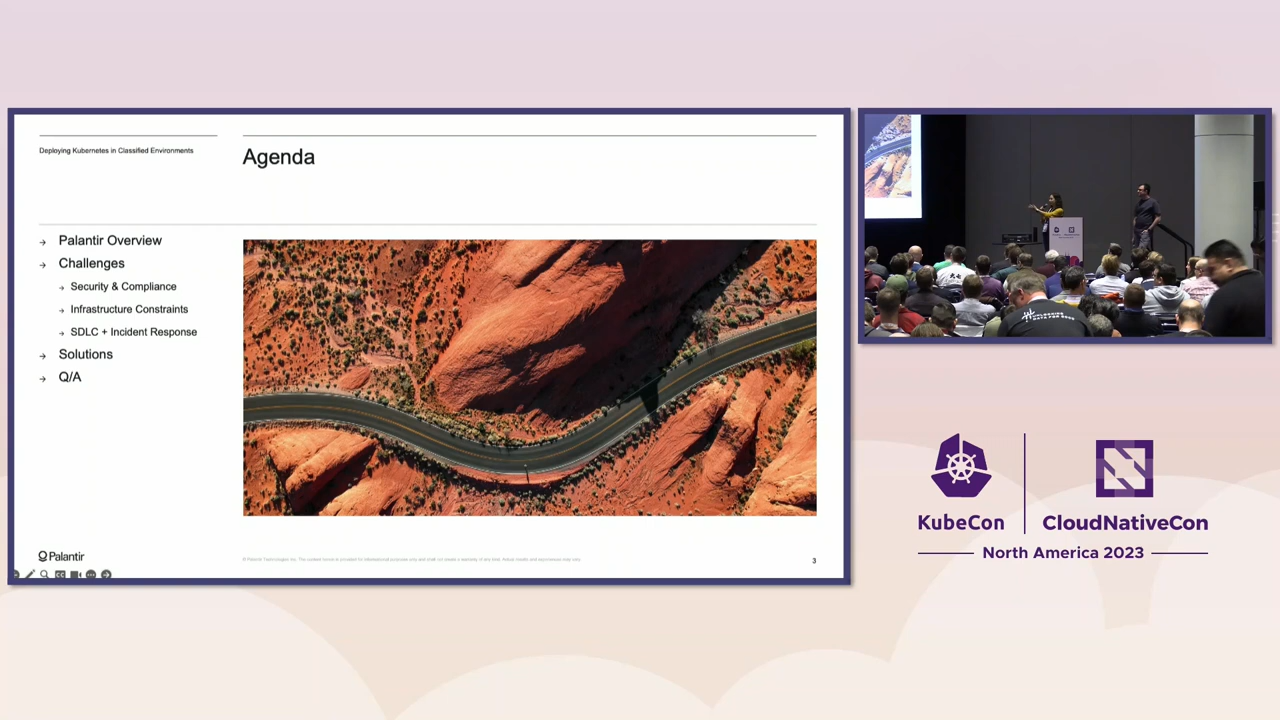 Deploying Kubernetes in Classified Environments
Agenda
→ Palantir Overview
→ Challenges
→ Security & Compliance
→ Infrastructure Constraints
→ SDLC + Incident Response
→ Solutions
→ Q/A
Palantir
3
KubeCon
CloudNativeCon
North America 2023